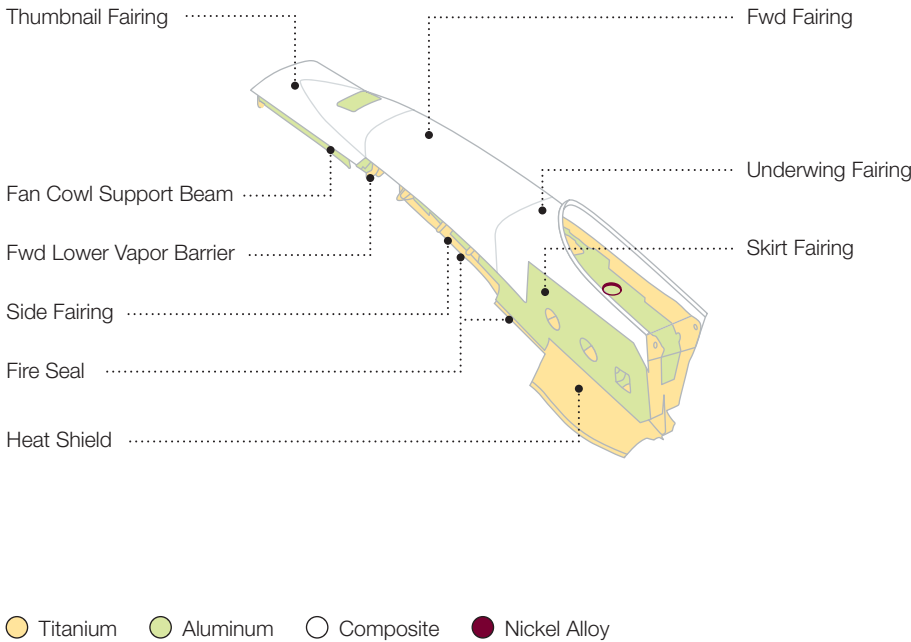 Thumbnail Fairing
Fwd Fairing
Underwing Fairing
Fan Cowl Support Beam
Fwd Lower Vapor Barrier
Skirt Fairing
Side Fairing
Fire Seal
Heat Shield
Titanium Aluminum Composite Nickel Alloy